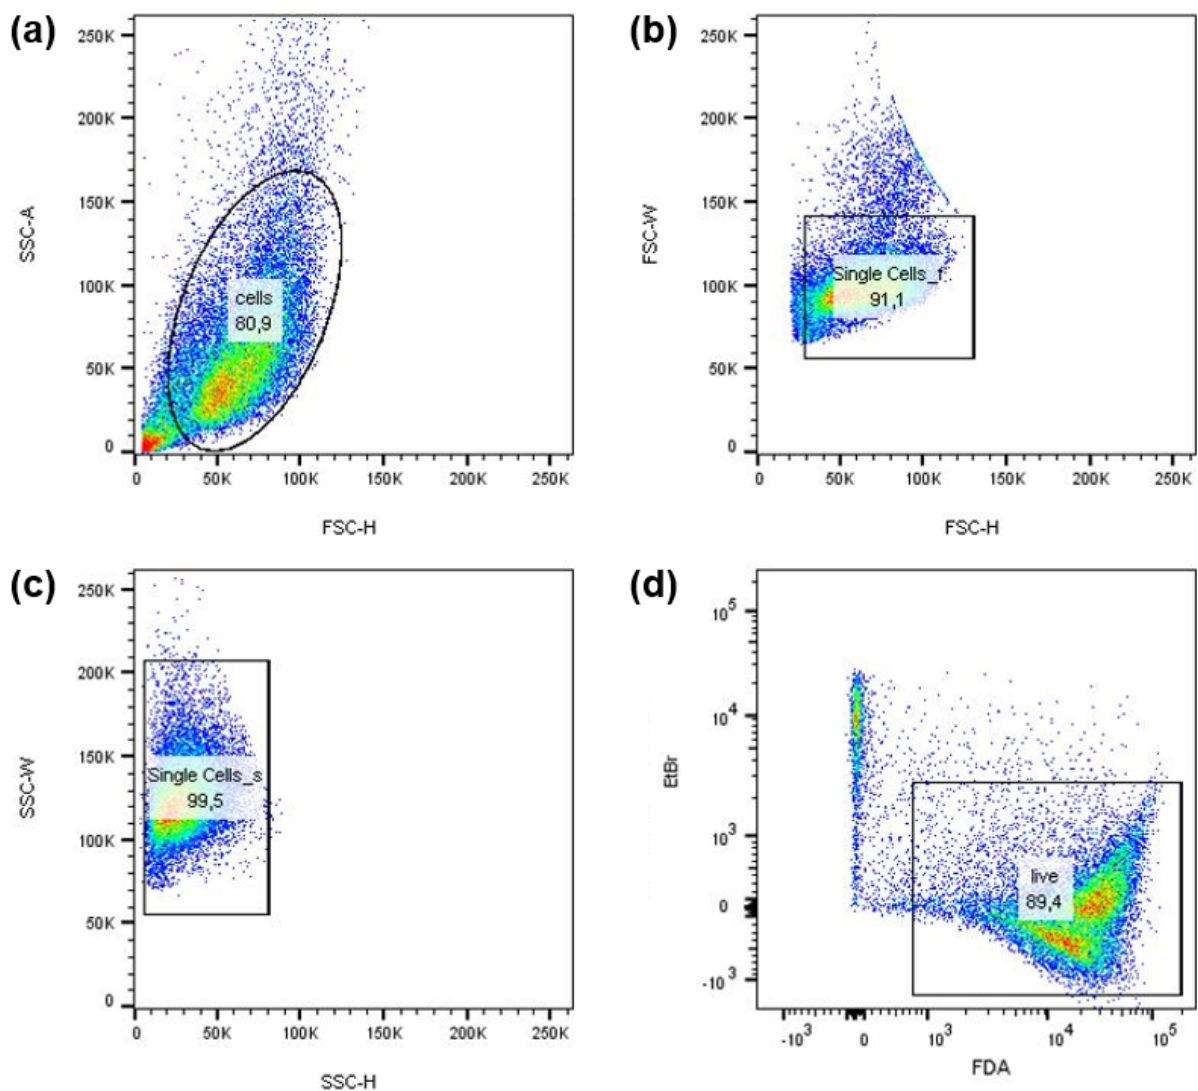 (a)
250K
200K
150K
100K
50K
0
SSC-A
cells
80,9
0 50K 100K 150K 200K 250K
FSC-H
(b)
250K
200K
150K
100K
50K
0
FSC-W
Single Cells_f
91,1
0 50K 100K 150K 200K 250K
FSC-H
(c)
250K
200K
150K
100K
50K
0
SSC-W
Single Cells_s
99,5
0 50K 100K 150K 200K 250K
SSC-H
(d)
10^5
10^4
10^3
0
-10^3
EtBr
live
89,4
-10^3 0 10^3 10^4 10^5
FDA